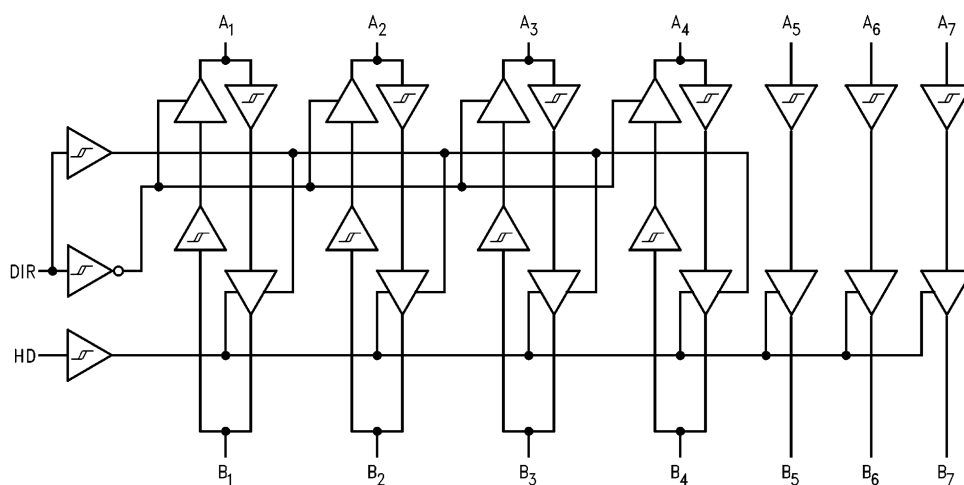 A₁ A₂ A₃ A₄ A₅ A₆ A₇
DIR
HD
B₁ B₂ B₃ B₄ B₅ B₆ B₇